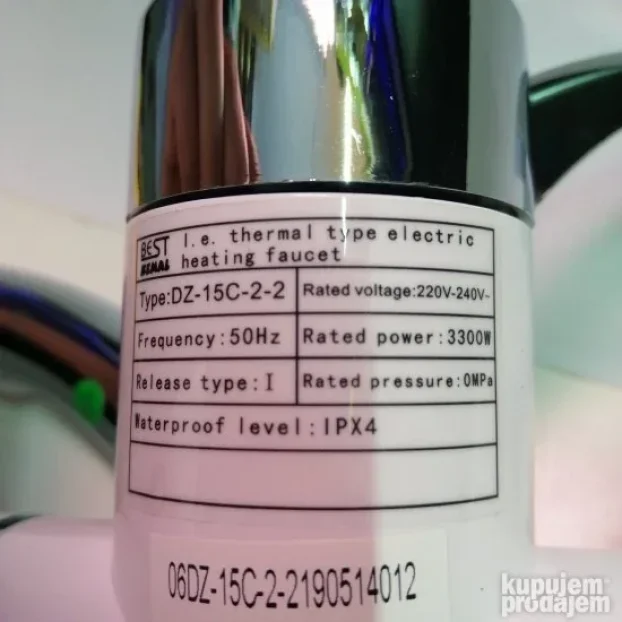 BEST
KEMAL
I.e. thermal type electric
heating faucet
Type:DZ-15C-2-2
Rated voltage:220V-240V~
Frequency:50Hz
Rated power:3300W
Release type:I
Rated pressure:0MPa
Waterproof level:IPX4
06DZ-15C-2-2190514012
kupujem
prodajem